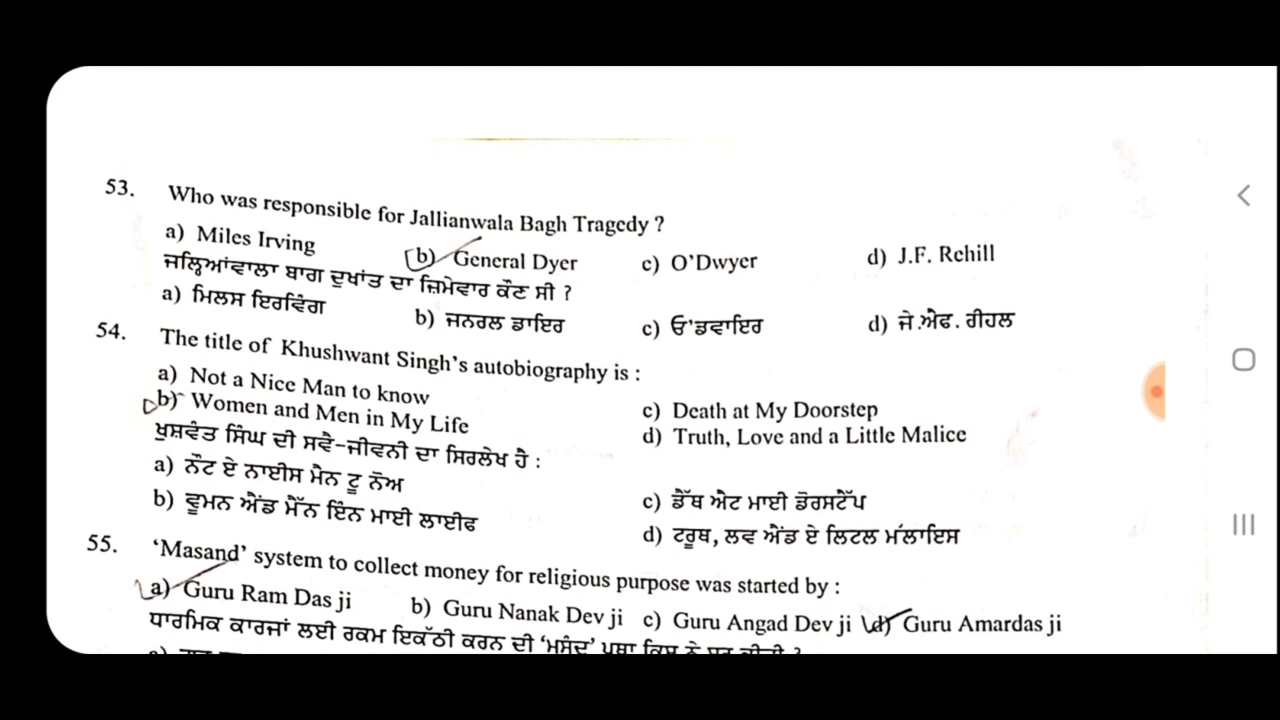 53. Who was responsible for Jallianwala Bagh Tragedy ?
a) Miles Irving b) General Dyer c) O'Dwyer d) J.F. Rehill
ਜਲ੍ਹਿਆਂਵਾਲਾ ਬਾਗ ਦੁਖਾਂਤ ਦਾ ਜ਼ਿਮੇਵਾਰ ਕੌਣ ਸੀ ?
a) ਮਿਲਸ ਇਰਵਿੰਗ b) ਜਨਰਲ ਡਾਇਰ c) ਓ'ਡਵਾਇਰ d) ਜੇ.ਐਫ. ਰੀਹਲ
54. The title of Khushwant Singh's autobiography is :
a) Not a Nice Man to know c) Death at My Doorstep
b) Women and Men in My Life d) Truth, Love and a Little Malice
ਖੁਸ਼ਵੰਤ ਸਿੰਘ ਦੀ ਸਵੈ-ਜੀਵਨੀ ਦਾ ਸਿਰਲੇਖ ਹੈ :
a) ਨੌਟ ਏ ਨਾਈਸ ਮੈਨ ਟੂ ਨੋਅ c) ਡੈੱਥ ਐਟ ਮਾਈ ਡੋਰਸਟੈੱਪ
b) ਵੂਮਨ ਐਂਡ ਮੈੱਨ ਇੰਨ ਮਾਈ ਲਾਈਫ d) ਟਰੂਥ, ਲਵ ਐਂਡ ਏ ਲਿਟਲ ਮੱਲਾਇਸ
55. 'Masand' system to collect money for religious purpose was started by :
a) Guru Ram Das ji b) Guru Nanak Dev ji c) Guru Angad Dev ji d) Guru Amardas ji
ਧਾਰਮਿਕ ਕਾਰਜਾਂ ਲਈ ਰਕਮ ਇਕੱਠੀ ਕਰਨ ਦੀ 'ਮਸੰਦ' ਪ੍ਰਥਾ ਕਿਸ ਨੇ